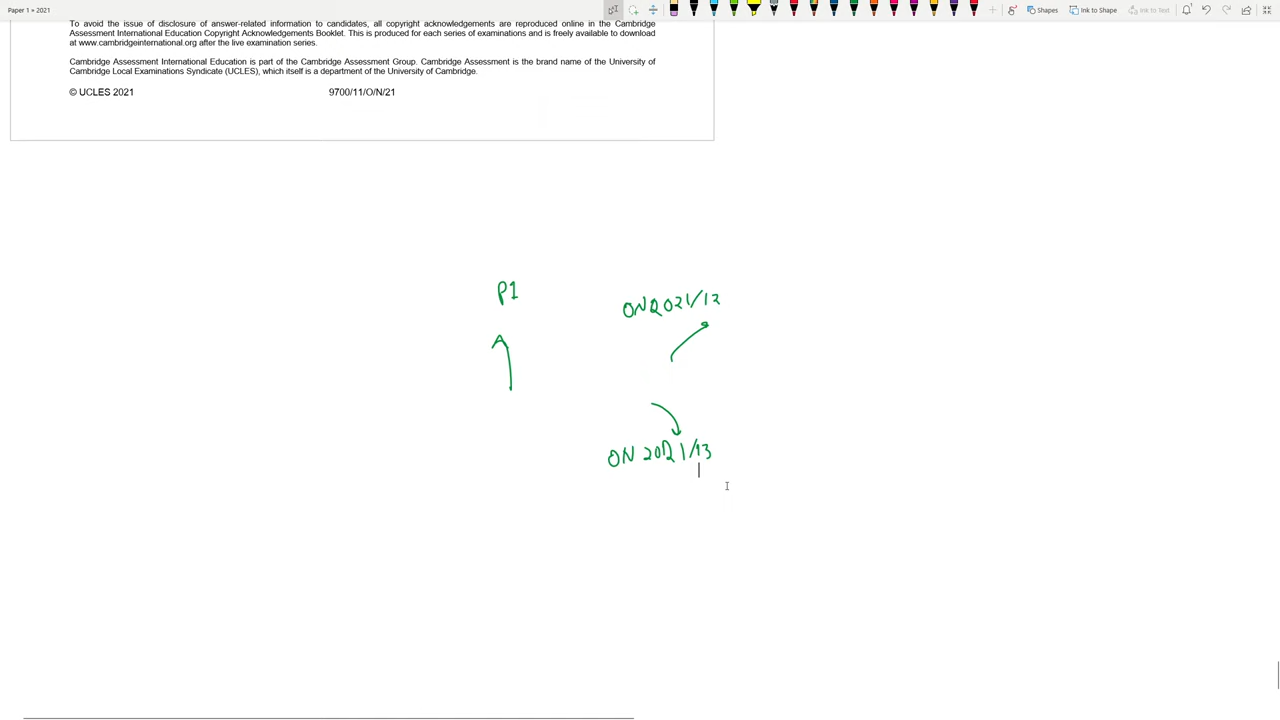 Paper 1 » 2021
Shapes
Ink to Shape
Ink to Text
To avoid the issue of disclosure of answer-related information to candidates, all copyright acknowledgements are reproduced online in the Cambridge
Assessment International Education Copyright Acknowledgements Booklet. This is produced for each series of examinations and is freely available to download
at www.cambridgeinternational.org after the live examination series.
Cambridge Assessment International Education is part of the Cambridge Assessment Group. Cambridge Assessment is the brand name of the University of
Cambridge Local Examinations Syndicate (UCLES), which itself is a department of the University of Cambridge.
© UCLES 2021 9700/11/O/N/21
P1
ON2021/12
ON 2021/13